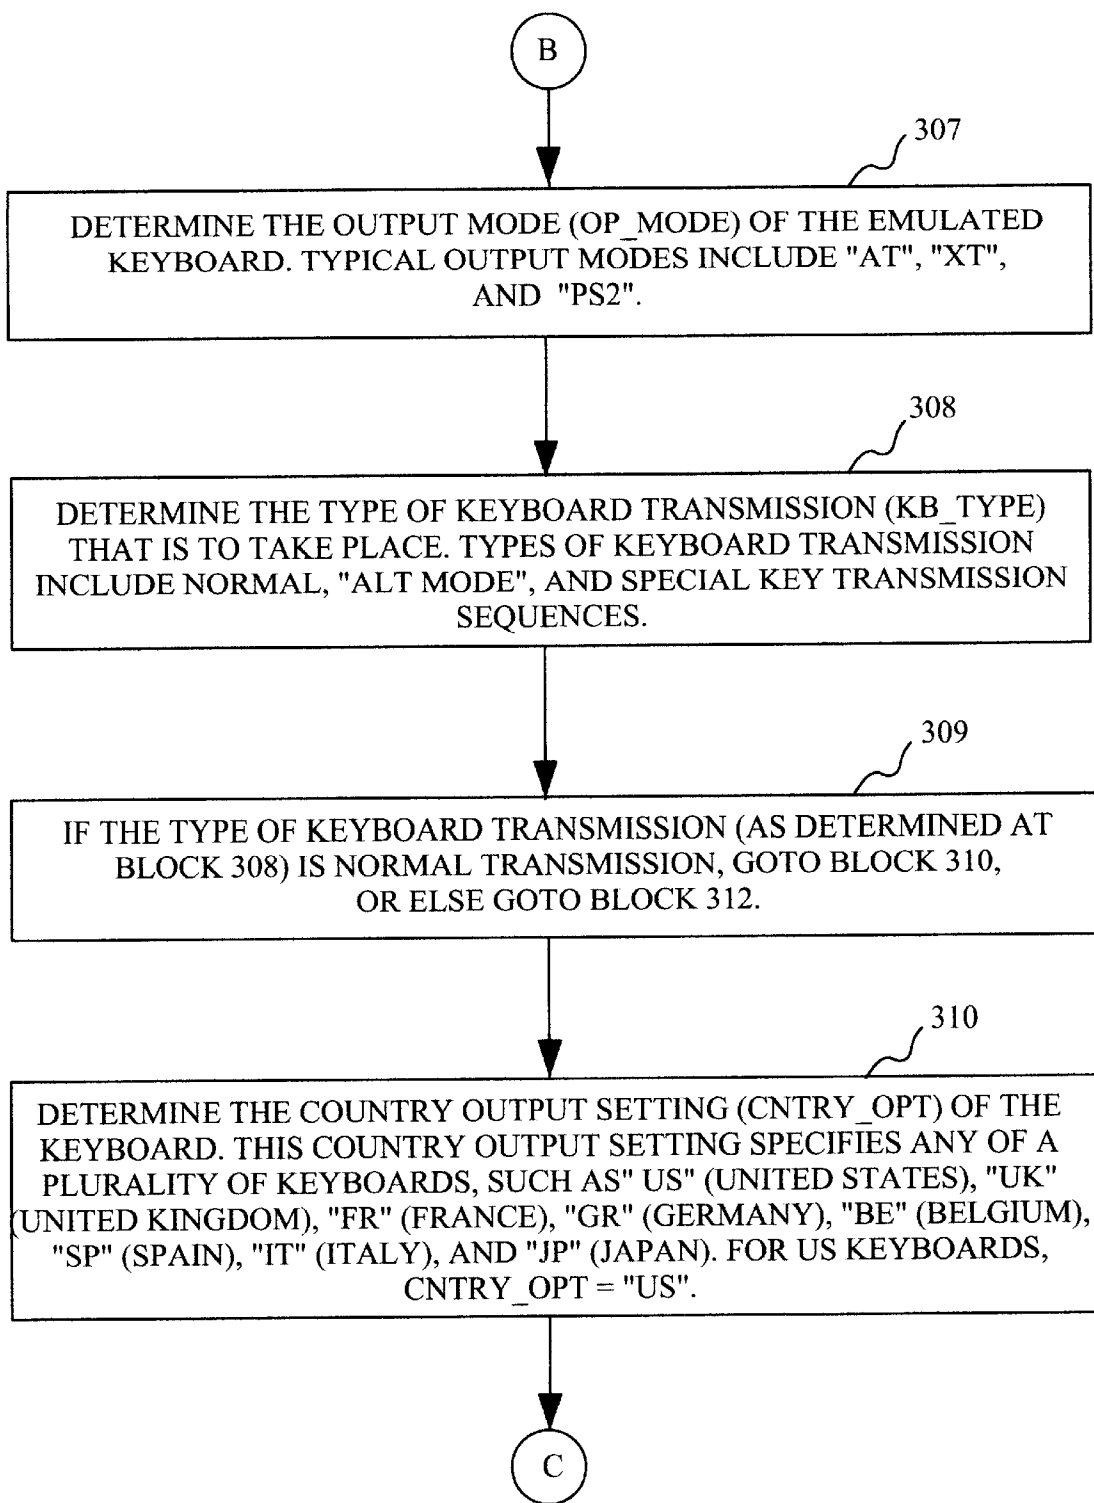 B
307
DETERMINE THE OUTPUT MODE (OP_MODE) OF THE EMULATED
KEYBOARD. TYPICAL OUTPUT MODES INCLUDE "AT", "XT",
AND "PS2".
308
DETERMINE THE TYPE OF KEYBOARD TRANSMISSION (KB_TYPE)
THAT IS TO TAKE PLACE. TYPES OF KEYBOARD TRANSMISSION
INCLUDE NORMAL, "ALT MODE", AND SPECIAL KEY TRANSMISSION
SEQUENCES.
309
IF THE TYPE OF KEYBOARD TRANSMISSION (AS DETERMINED AT
BLOCK 308) IS NORMAL TRANSMISSION, GOTO BLOCK 310,
OR ELSE GOTO BLOCK 312.
310
DETERMINE THE COUNTRY OUTPUT SETTING (CNTRY_OPT) OF THE
KEYBOARD. THIS COUNTRY OUTPUT SETTING SPECIFIES ANY OF A
PLURALITY OF KEYBOARDS, SUCH AS" US" (UNITED STATES), "UK"
(UNITED KINGDOM), "FR" (FRANCE), "GR" (GERMANY), "BE" (BELGIUM),
"SP" (SPAIN), "IT" (ITALY), AND "JP" (JAPAN). FOR US KEYBOARDS,
CNTRY_OPT = "US".
C